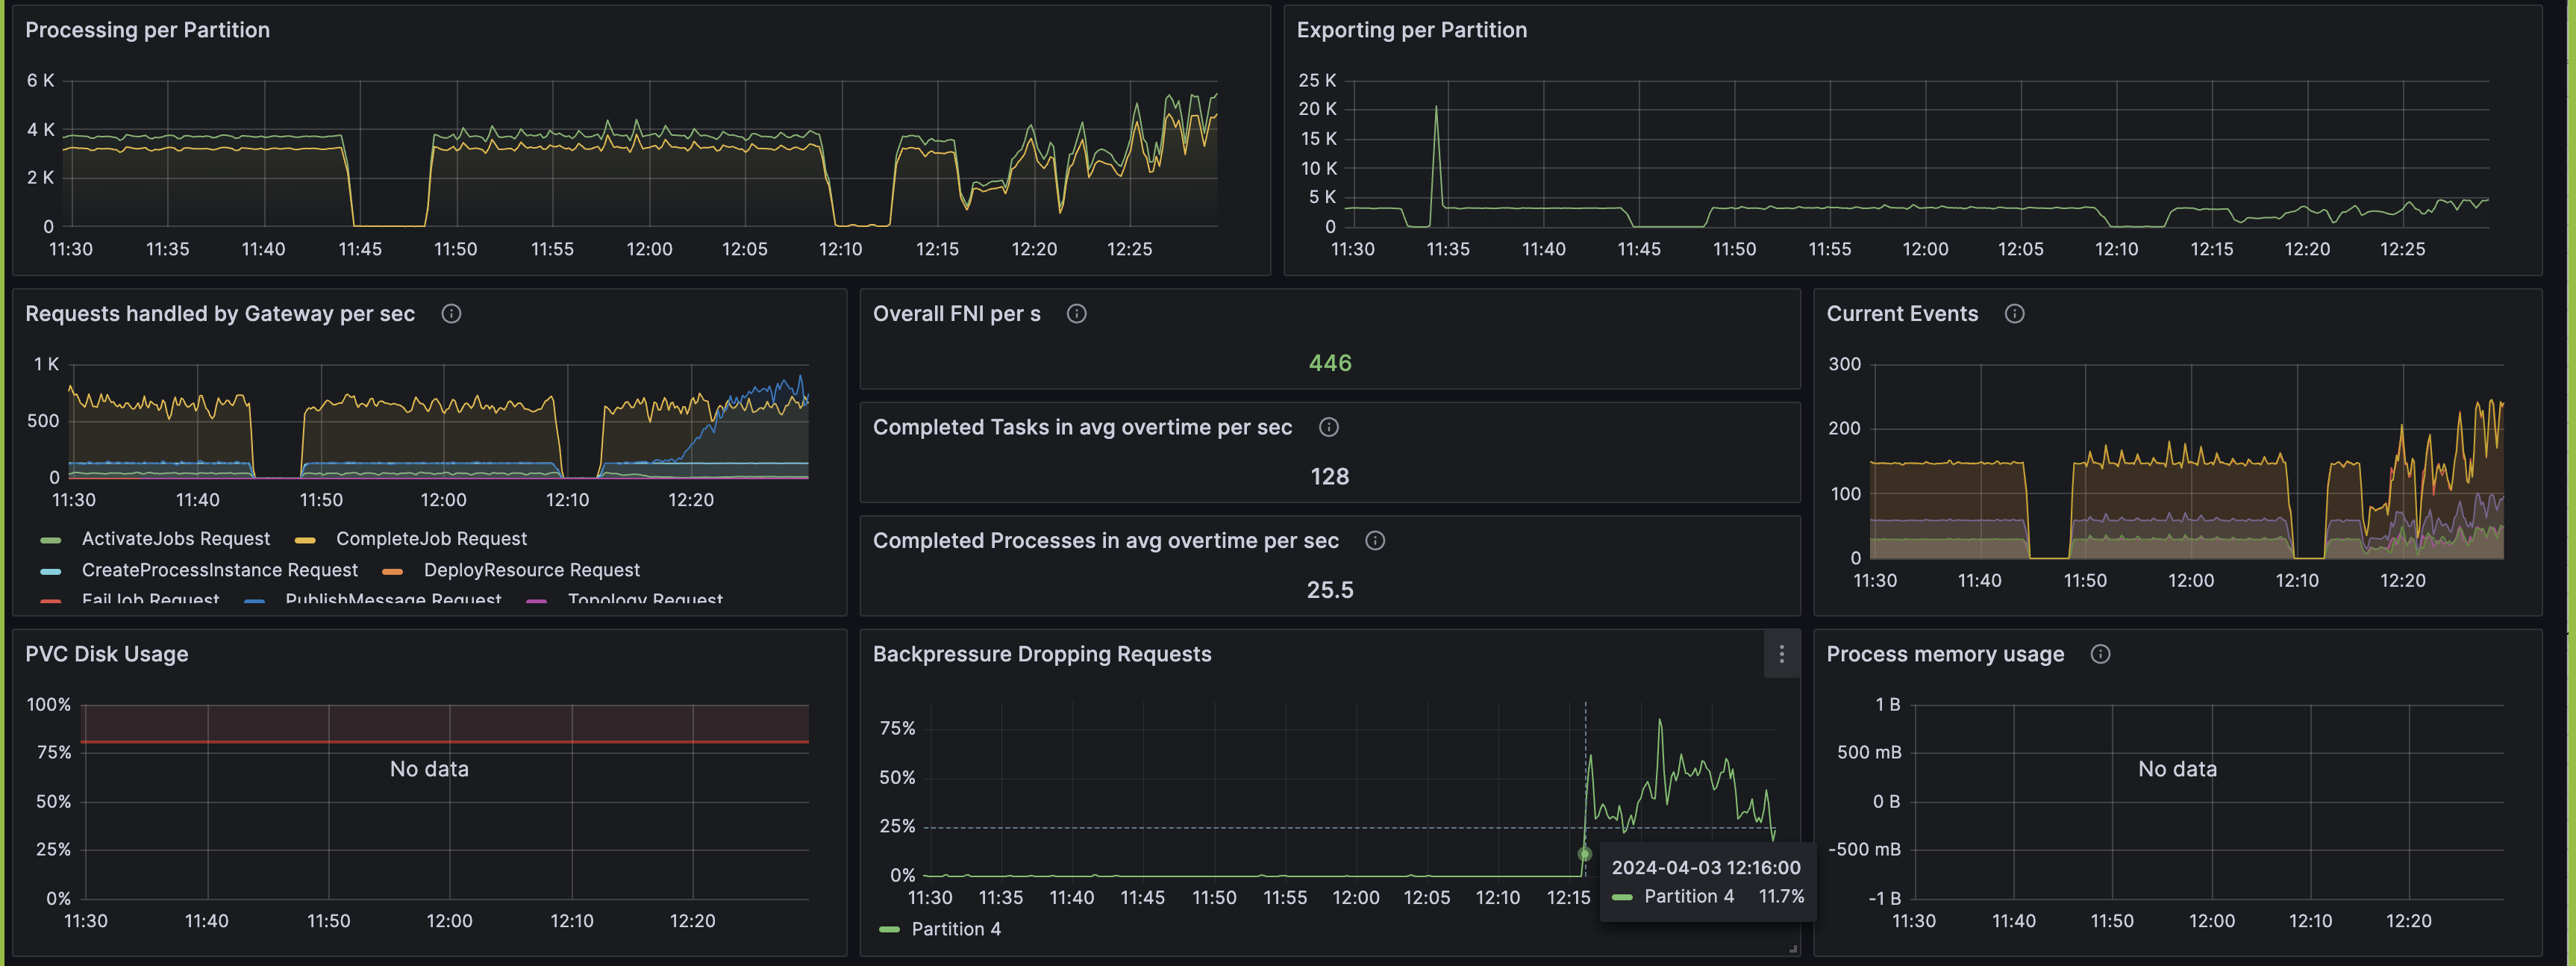 Processing per Partition
6 K
4 K
2 K
0
11:30 11:35 11:40 11:45 11:50 11:55 12:00 12:05 12:10 12:15 12:20 12:25
Exporting per Partition
25 K
20 K
15 K
10 K
5 K
0
11:30 11:35 11:40 11:45 11:50 11:55 12:00 12:05 12:10 12:15 12:20 12:25
Requests handled by Gateway per sec
1 K
500
0
11:30 11:40 11:50 12:00 12:10 12:20
ActivateJobs Request CompleteJob Request
CreateProcessInstance Request DeployResource Request
FailJob Request PublishMessage Request Topology Request
Overall FNI per s
446
Completed Tasks in avg overtime per sec
128
Completed Processes in avg overtime per sec
25.5
Current Events
300
200
100
0
11:30 11:40 11:50 12:00 12:10 12:20
PVC Disk Usage
100%
75%
50%
25%
0%
No data
11:30 11:40 11:50 12:00 12:10 12:20
Backpressure Dropping Requests
75%
50%
25%
0%
11:30 11:35 11:40 11:45 11:50 11:55 12:00 12:05 12:10 12:15
2024-04-03 12:16:00
Partition 4 11.7%
Partition 4
Process memory usage
1 B
500 mB
0 B
-500 mB
-1 B
No data
11:30 11:40 11:50 12:00 12:10 12:20